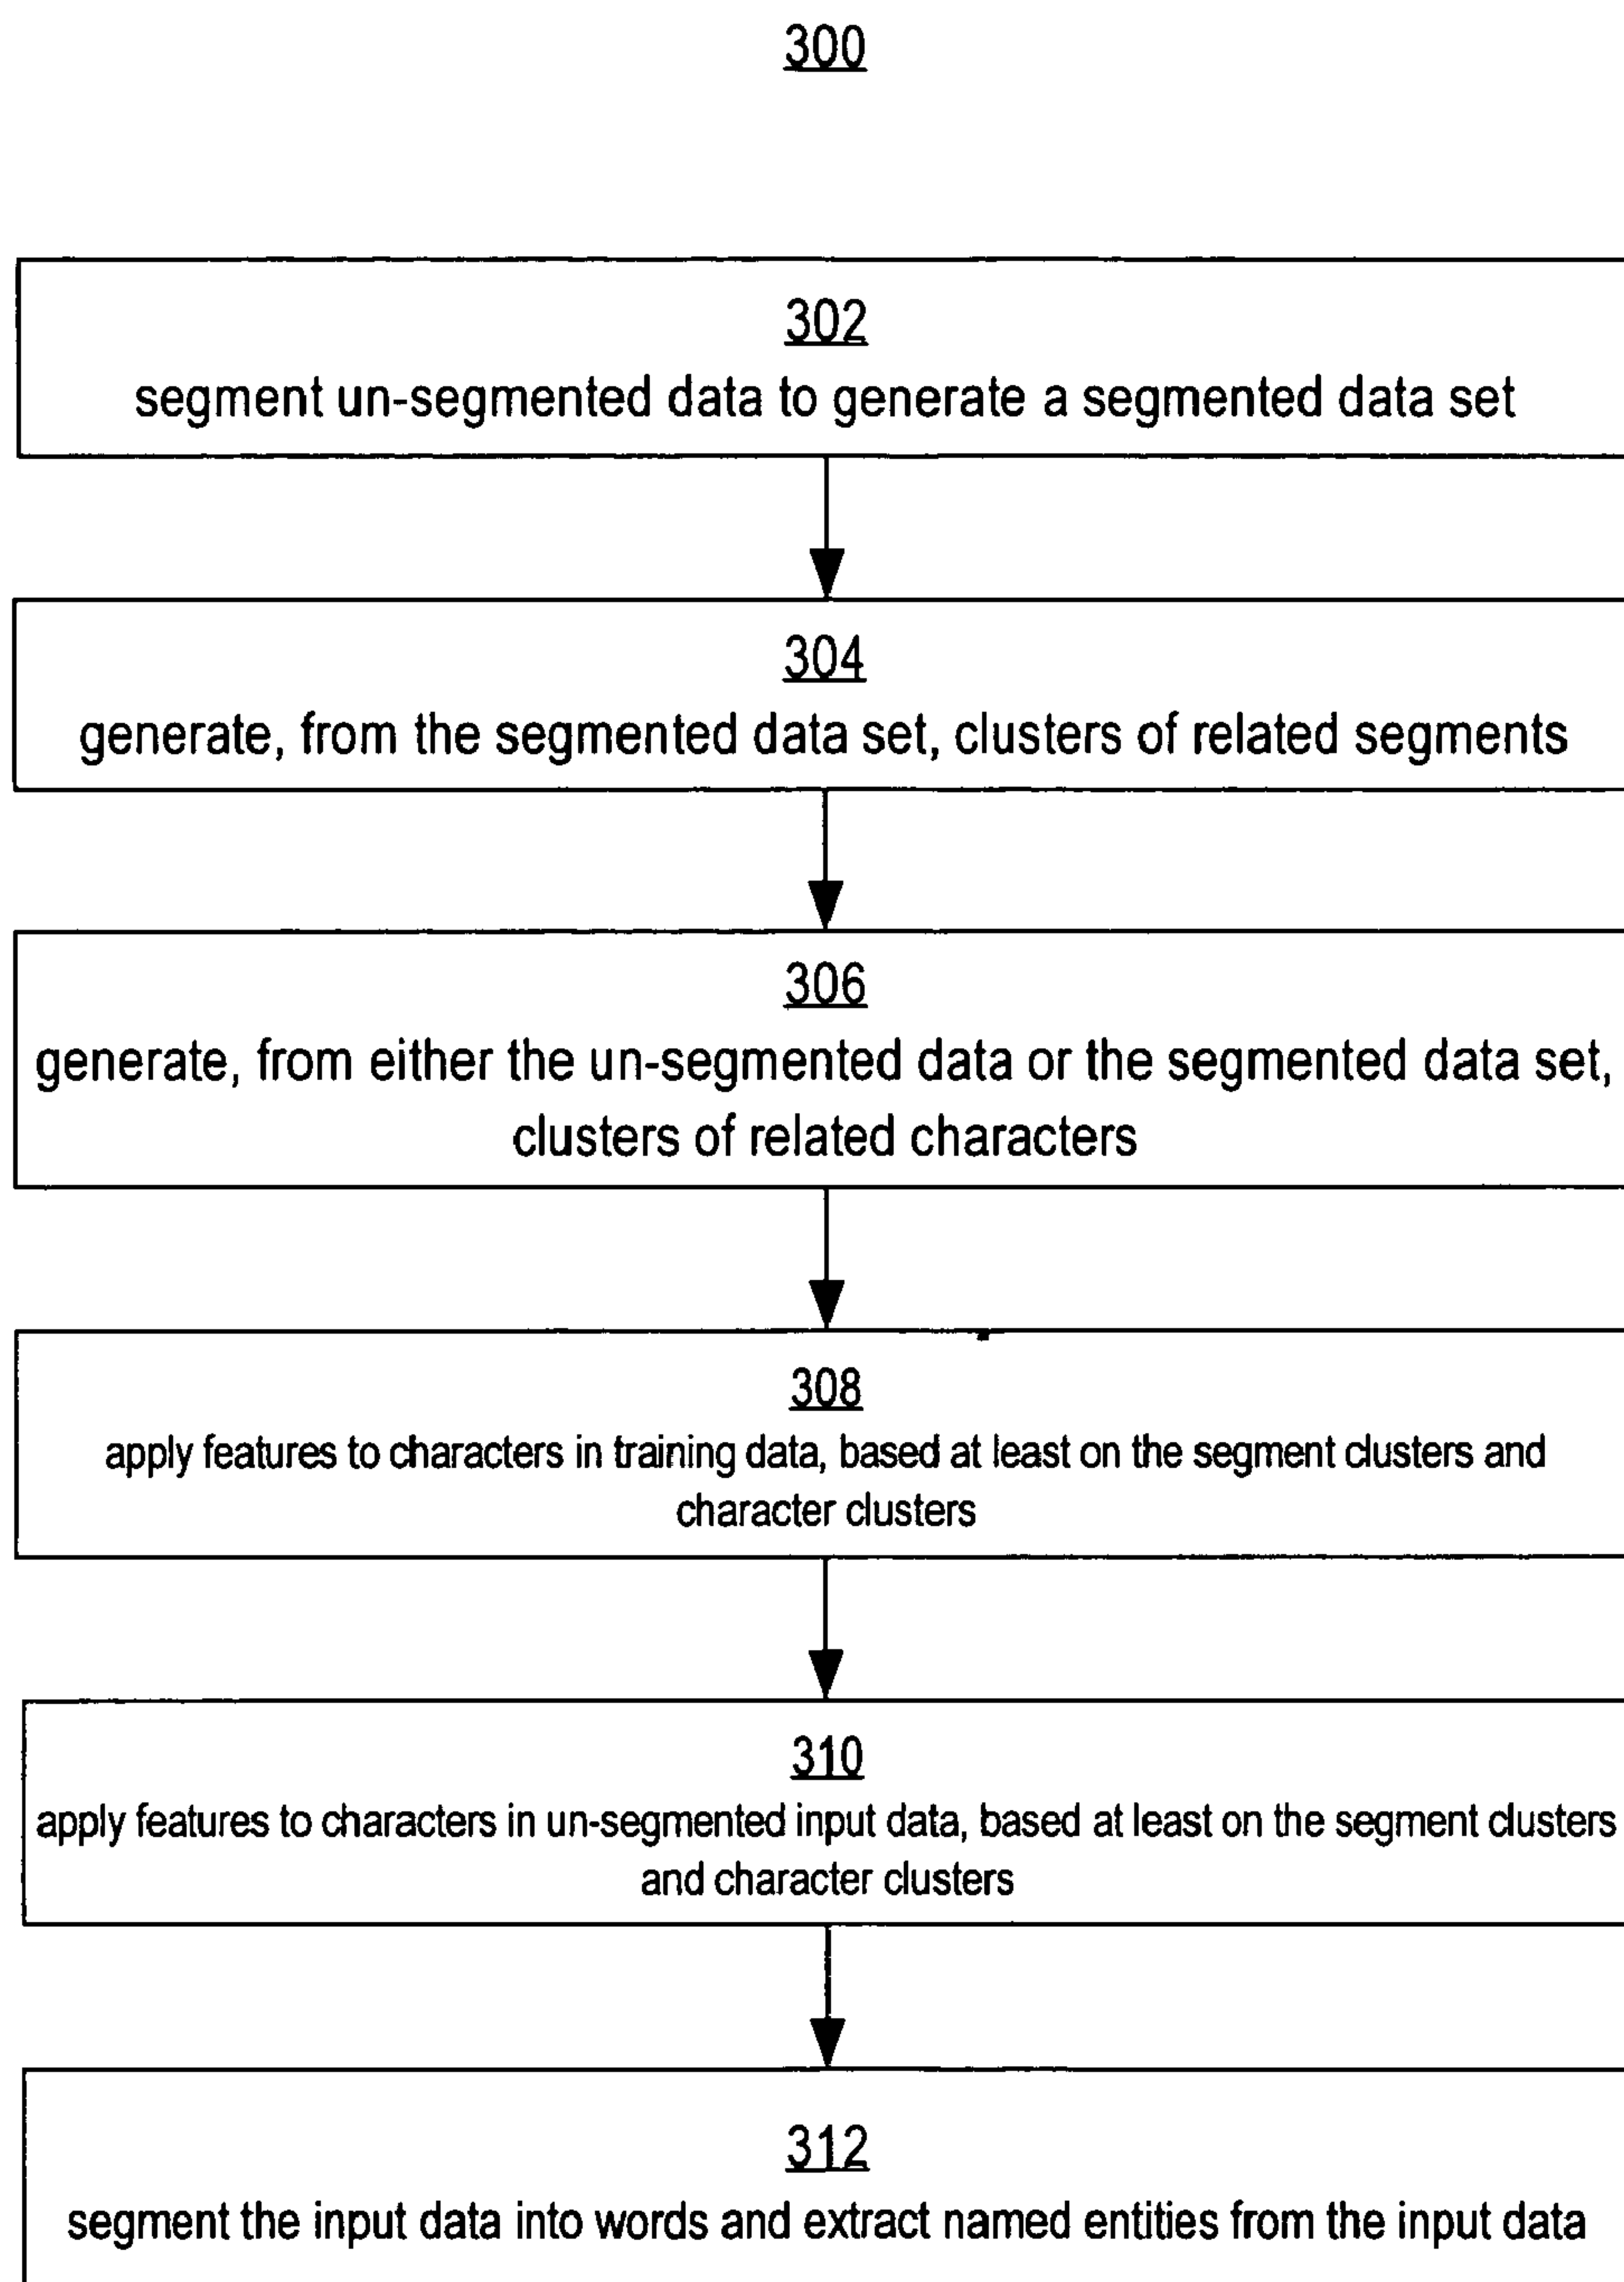 300
302
segment un-segmented data to generate a segmented data set
304
generate, from the segmented data set, clusters of related segments
306
generate, from either the un-segmented data or the segmented data set,
clusters of related characters
308
apply features to characters in training data, based at least on the segment clusters and
character clusters
310
apply features to characters in un-segmented input data, based at least on the segment clusters
and character clusters
312
segment the input data into words and extract named entities from the input data